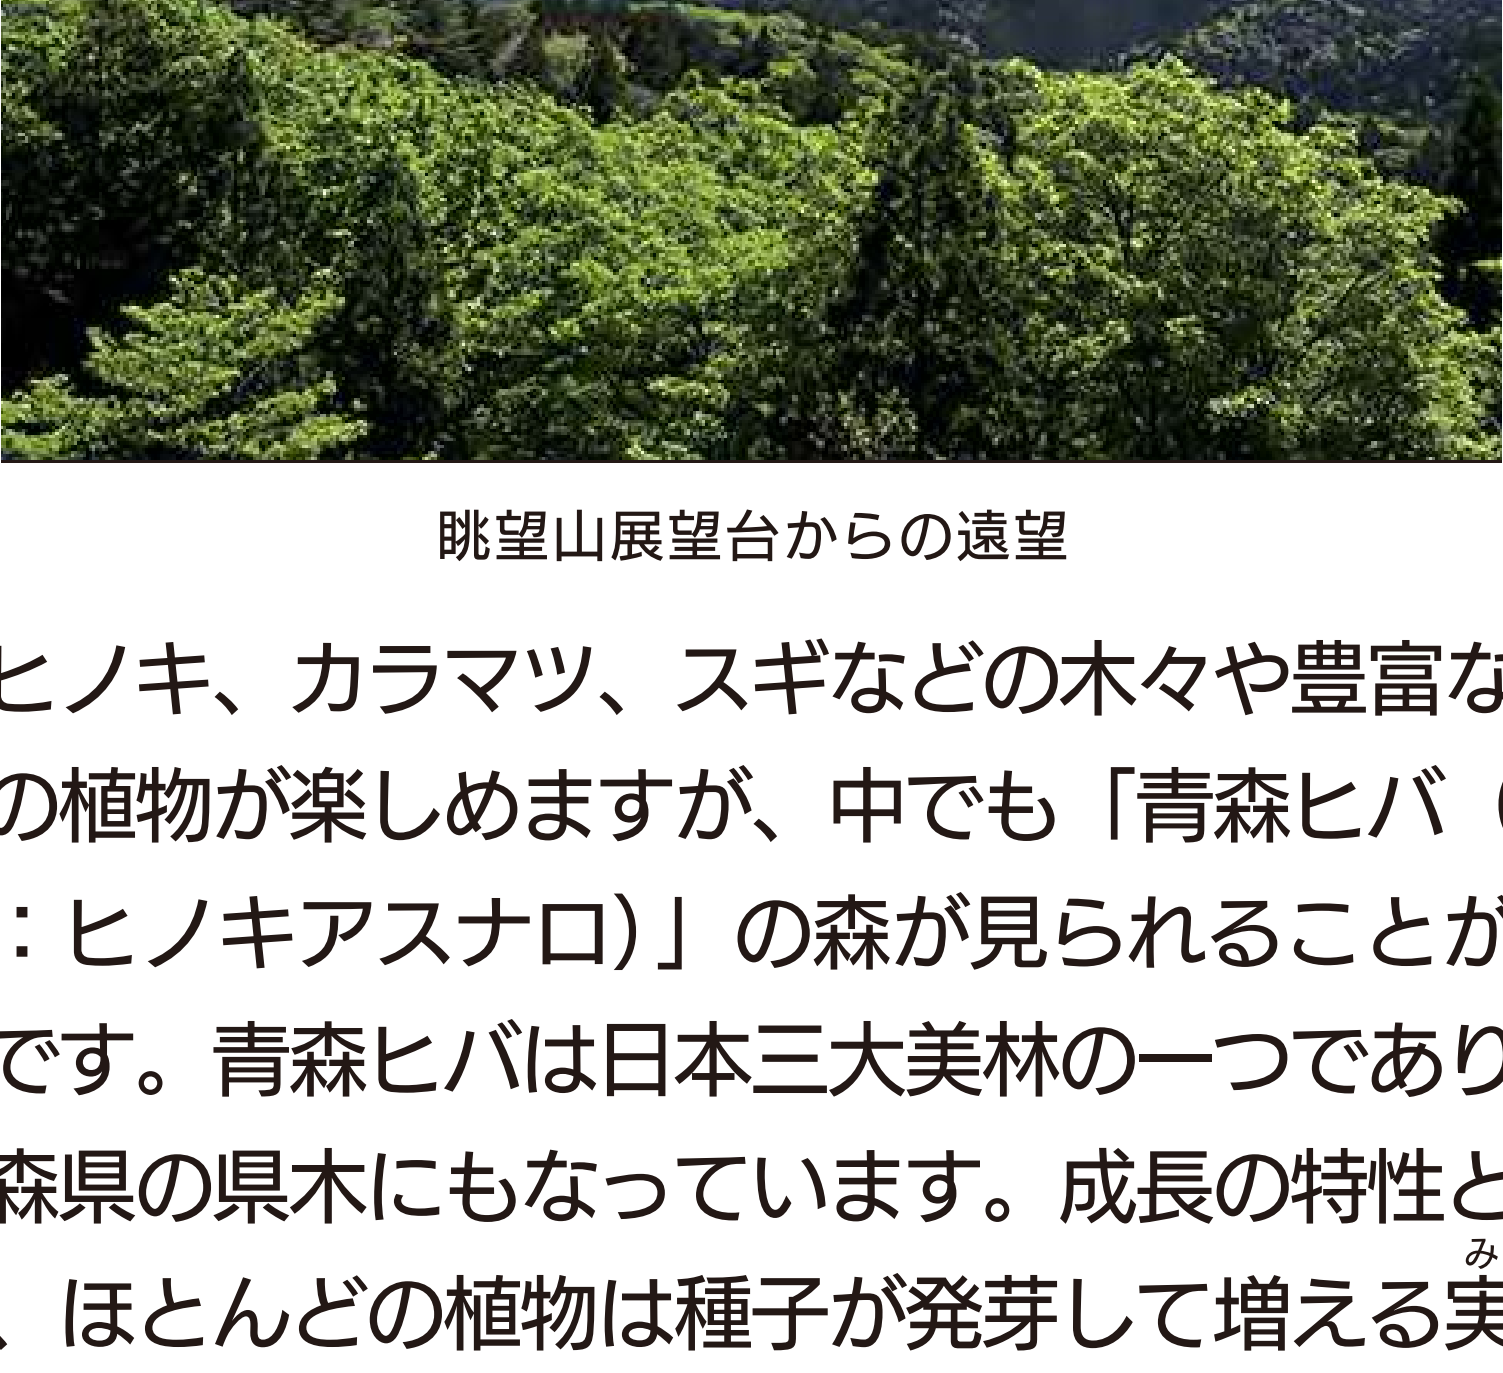 眺望山展望台からの遠望
ヒノキ、カラマツ、スギなどの木々や豊富な
の植物が楽しめますが、中でも「青森ヒバ（
：ヒノキアスナロ）」の森が見られることが
です。青森ヒバは日本三大美林の一つであり
森県の県木にもなっています。成長の特性と
み
、ほとんどの植物は種子が発芽して増える実